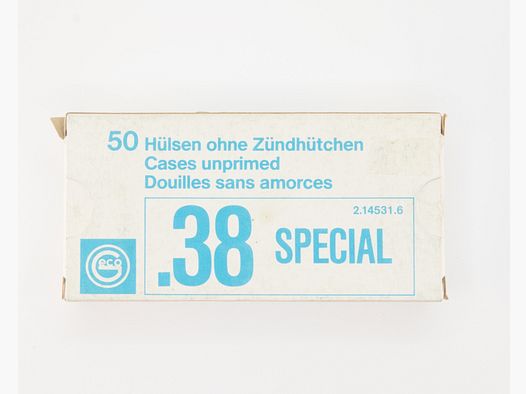 50 Hülsen ohne Zündhütchen
Cases unprimed
Douilles sans amorces
2.14531.6
.38 SPECIAL
Geco